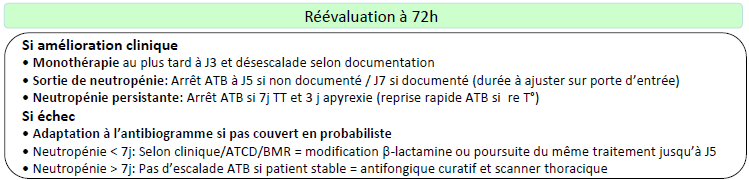 Réévaluation à 72h
Si amélioration clinique
• Monothérapie au plus tard à J3 et désescalade selon documentation
• Sortie de neutropénie: Arrêt ATB à J5 si non documenté / J7 si documenté (durée à ajuster sur porte d'entrée)
• Neutropénie persistante: Arrêt ATB si 7j TT et 3 j apyrexie (reprise rapide ATB si re T°)
Si échec
• Adaptation à l'antibiogramme si pas couvert en probabiliste
• Neutropénie < 7j: Selon clinique/ATCD/BMR = modification β-lactamine ou poursuite du même traitement jusqu'à J5
• Neutropénie > 7j: Pas d'escalade ATB si patient stable = antifongique curatif et scanner thoracique